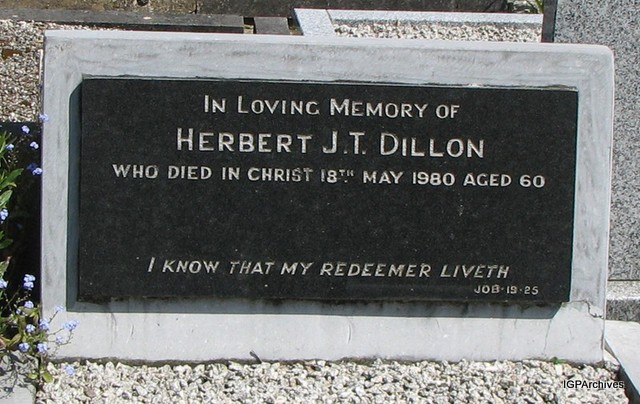 In Loving Memory of
Herbert J.T. Dillon
WHO DIED IN CHRIST 18TH MAY 1980 AGED 60
I KNOW THAT MY REDEEMER LIVETH
JOB·19·25
IGPArchives